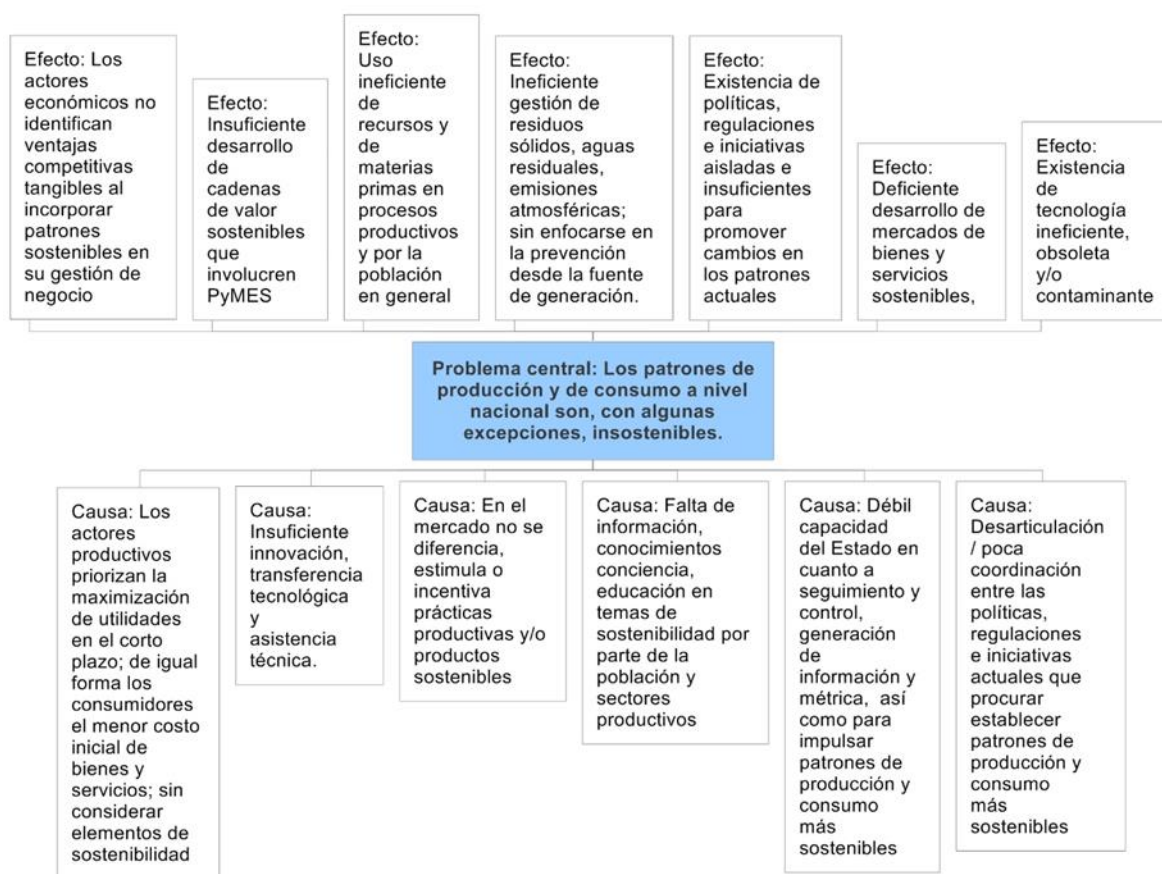 Efecto: Los
actores
económicos no
identifican
ventajas
competitivas
tangibles al
incorporar
patrones
sostenibles en
su gestión de
negocio
Efecto:
Insuficiente
desarrollo
de
cadenas
de valor
sostenibles
que
involucren
PyMES
Efecto:
Uso
ineficiente
de
recursos y
de
materias
primas en
procesos
productivos
y por la
población
en general
Efecto:
Ineficiente
gestión de
residuos
sólidos, aguas
residuales,
emisiones
atmosféricas;
sin enfocarse en
la prevención
desde la fuente
de generación.
Efecto:
Existencia de
políticas,
regulaciones
e iniciativas
aisladas e
insuficientes
para
promover
cambios en
los patrones
actuales
Efecto:
Deficiente
desarrollo de
mercados de
bienes y
servicios
sostenibles,
Efecto:
Existencia
de
tecnología
ineficiente,
obsoleta
y/o
contaminante
Problema central: Los patrones de
producción y de consumo a nivel
nacional son, con algunas
excepciones, insostenibles.
Causa: Los
actores
productivos
priorizan la
maximización
de utilidades
en el corto
plazo; de igual
forma los
consumidores
el menor costo
inicial de
bienes y
servicios; sin
considerar
elementos de
sostenibilidad
Causa:
Insuficiente
innovación,
transferencia
tecnológica
y
asistencia
técnica.
Causa: En el
mercado no se
diferencia,
estimula o
incentiva
prácticas
productivas y/o
productos
sostenibles
Causa: Falta de
información,
conocimientos
conciencia,
educación en
temas de
sostenibilidad por
parte de la
población y
sectores
productivos
Causa: Débil
capacidad
del Estado en
cuanto a
seguimiento y
control,
generación
de
información y
métrica, así
como para
impulsar
patrones de
producción y
consumo
más
sostenibles
Causa:
Desarticulación
/ poca
coordinación
entre las
políticas,
regulaciones
e iniciativas
actuales que
procurar
establecer
patrones de
producción y
consumo
más
sostenibles